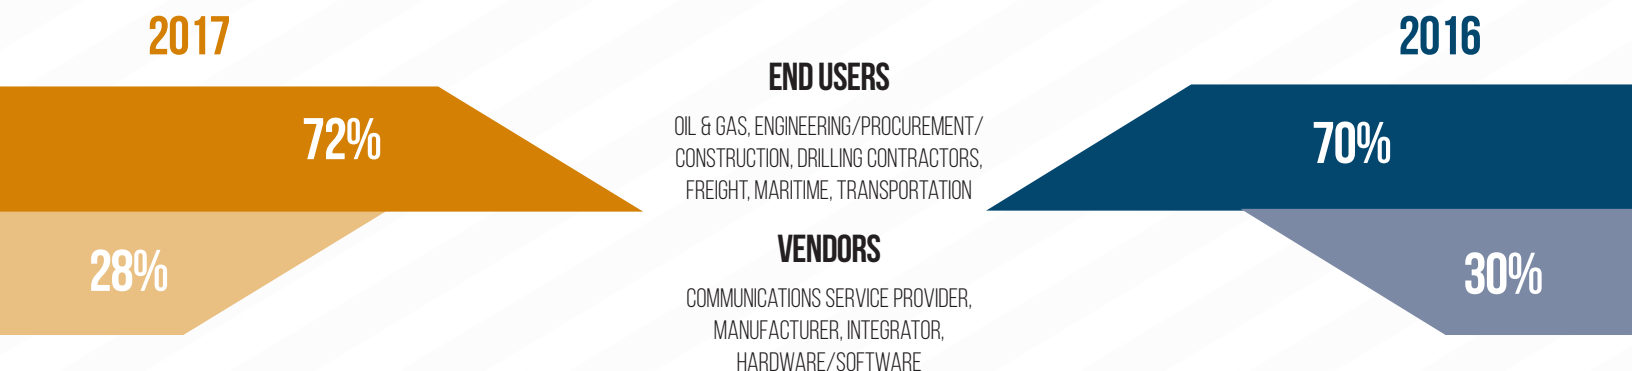 2017
72%
28%
END USERS
OIL & GAS, ENGINEERING/PROCUREMENT/
CONSTRUCTION, DRILLING CONTRACTORS,
FREIGHT, MARITIME, TRANSPORTATION
VENDORS
COMMUNICATIONS SERVICE PROVIDER,
MANUFACTURER, INTEGRATOR,
HARDWARE/SOFTWARE
2016
70%
30%